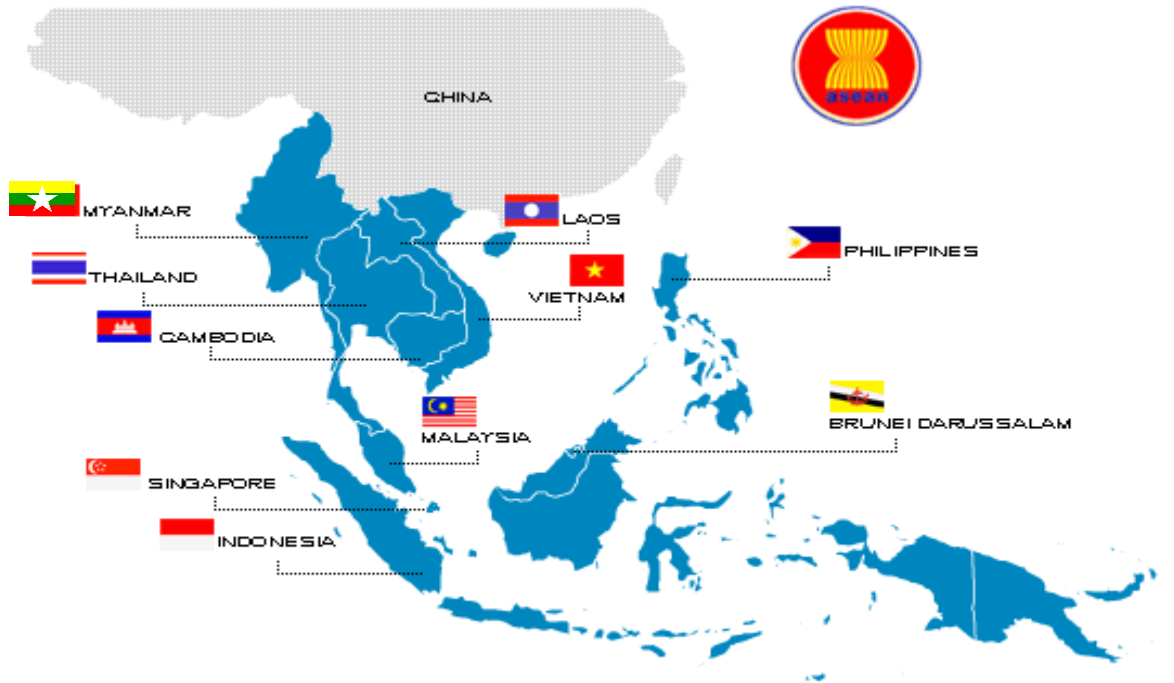 CHINA
asean
MYANMAR
LAOS
PHILIPPINES
THAILAND
VIETNAM
CAMBODIA
BRUNEI DARUSSALAM
MALAYSIA
SINGAPORE
INDONESIA